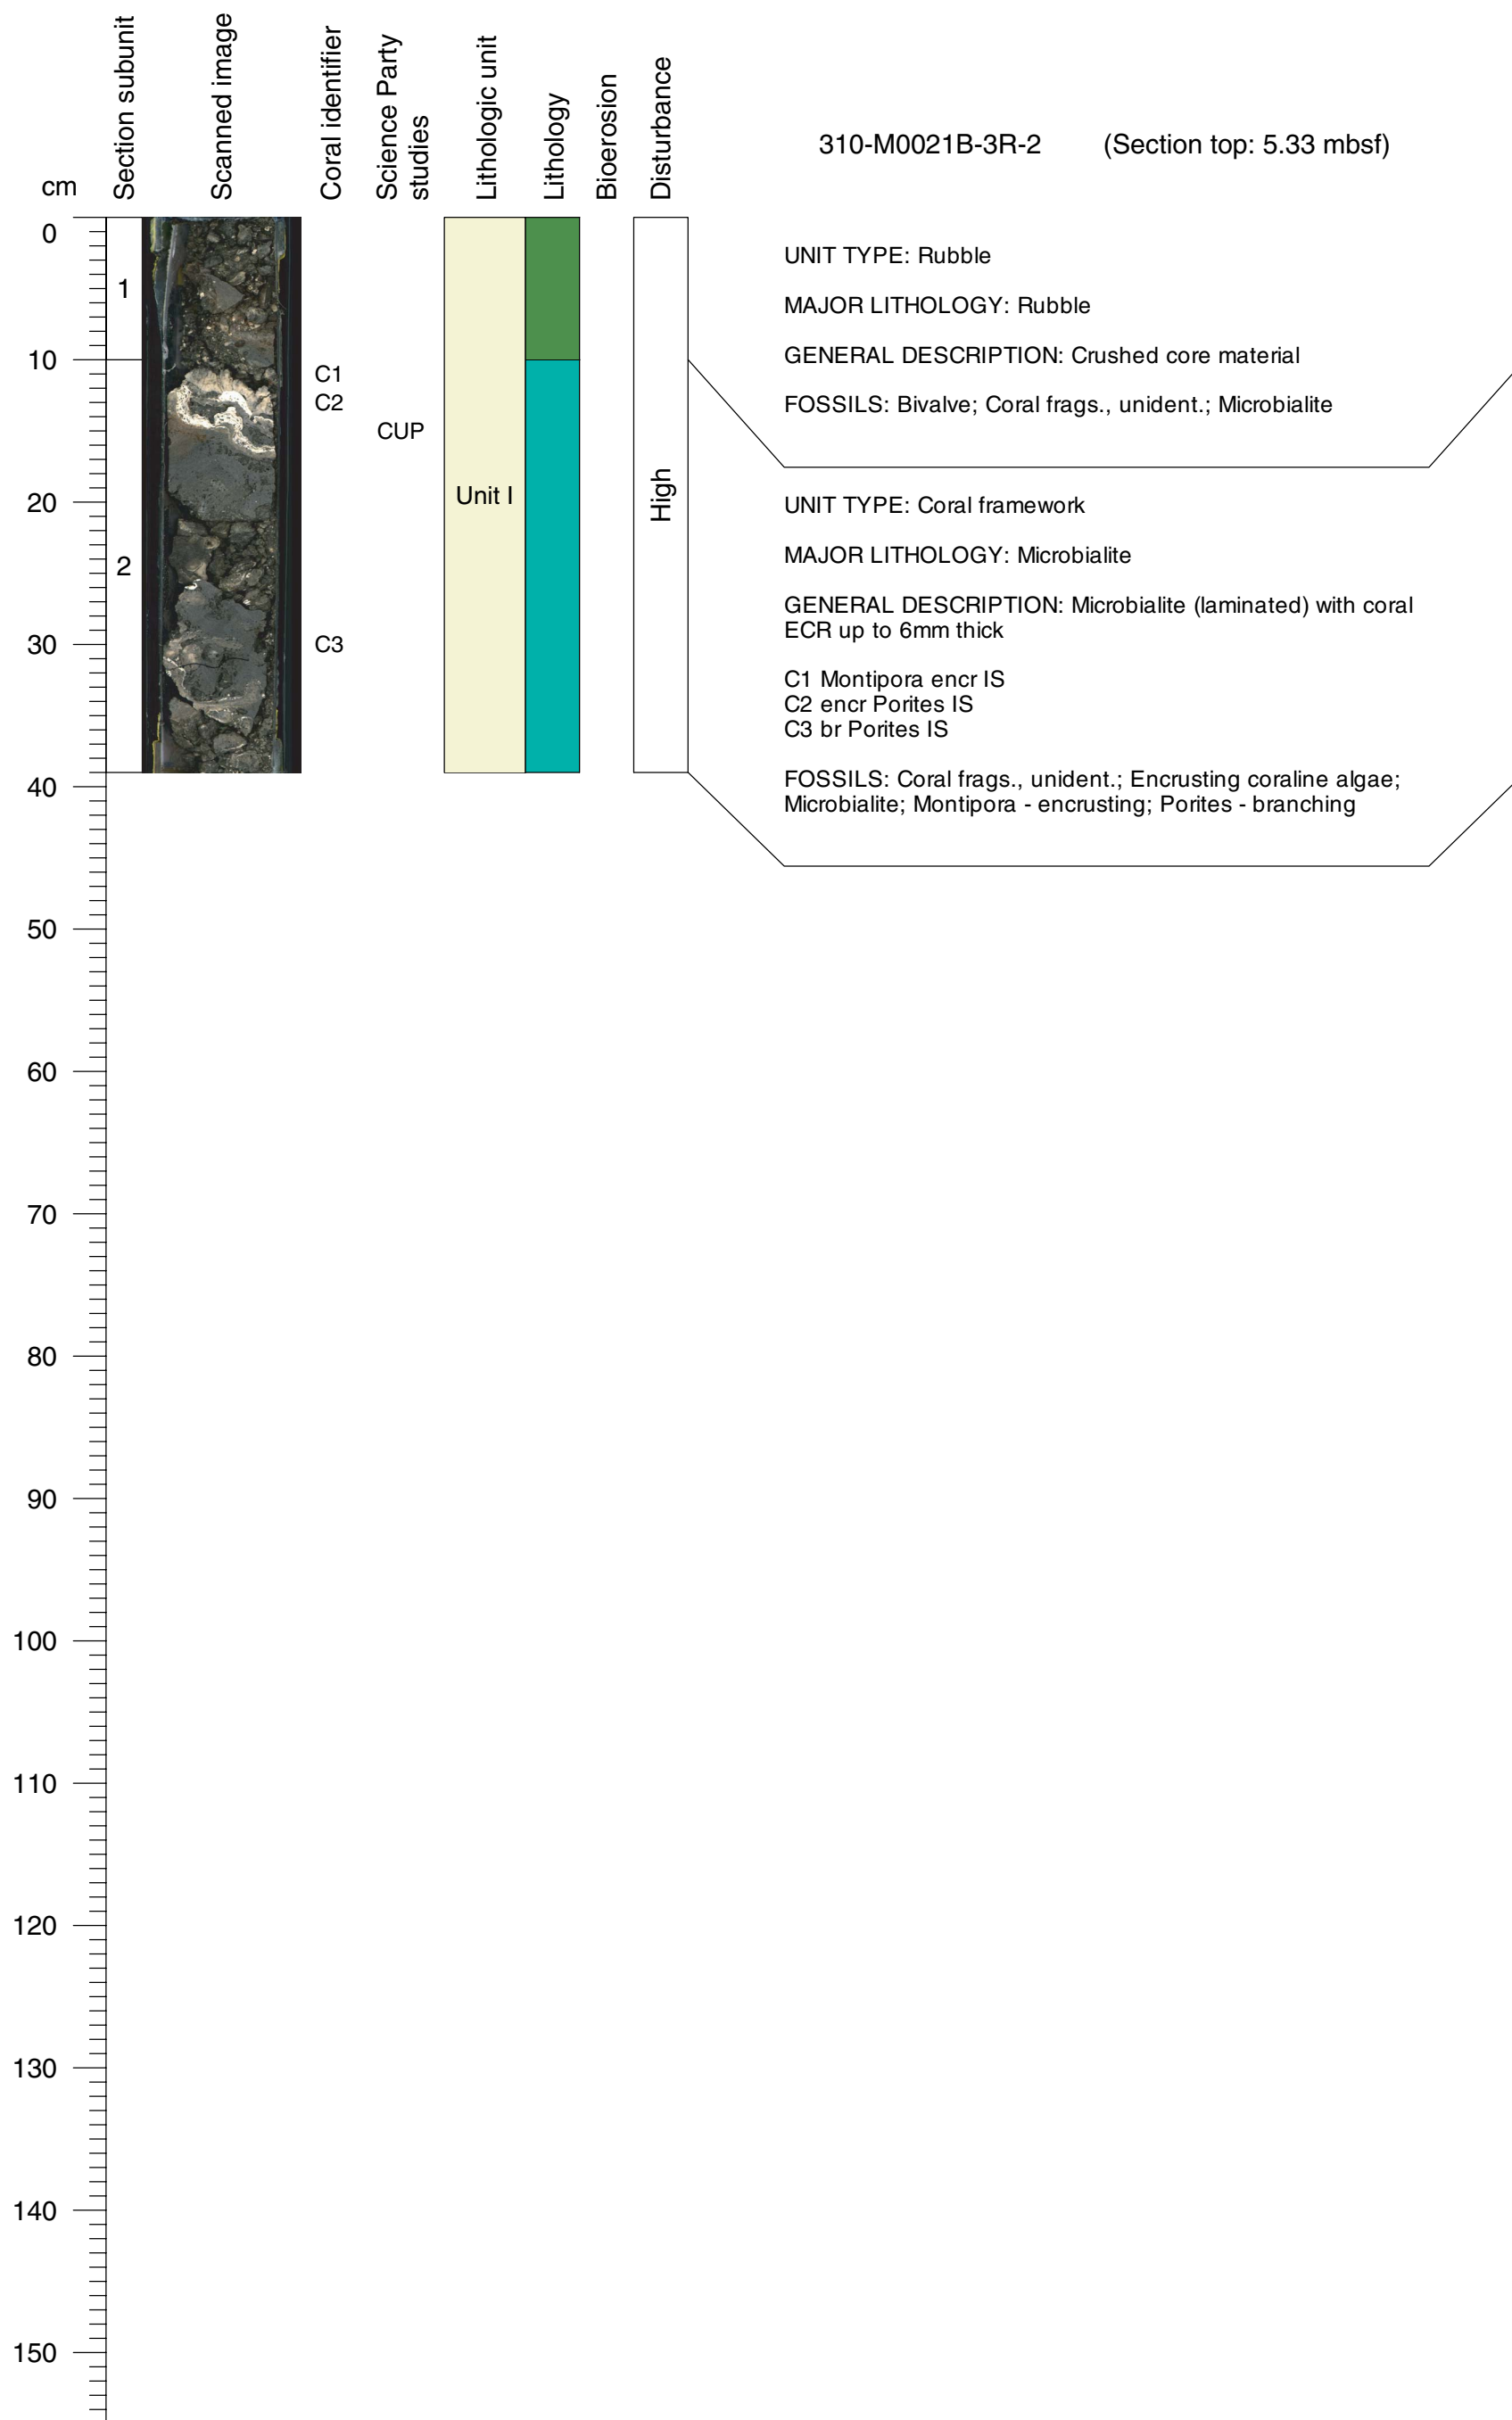 Section subunit
Scanned image
Coral identifier
Science Party
studies
Lithologic unit
Lithology
Bioerosion
Disturbance
310-M0021B-3R-2 (Section top: 5.33 mbsf)
cm
0
1
10
C1
C2
CUP
20
Unit I
High
2
30
C3
40
50
60
70
80
90
100
110
120
130
140
150
UNIT TYPE: Rubble
MAJOR LITHOLOGY: Rubble
GENERAL DESCRIPTION: Crushed core material
FOSSILS: Bivalve; Coral frags., unident.; Microbialite
UNIT TYPE: Coral framework
MAJOR LITHOLOGY: Microbialite
GENERAL DESCRIPTION: Microbialite (laminated) with coral
ECR up to 6mm thick
C1 Montipora encr IS
C2 encr Porites IS
C3 br Porites IS
FOSSILS: Coral frags., unident.; Encrusting coraline algae;
Microbialite; Montipora - encrusting; Porites - branching